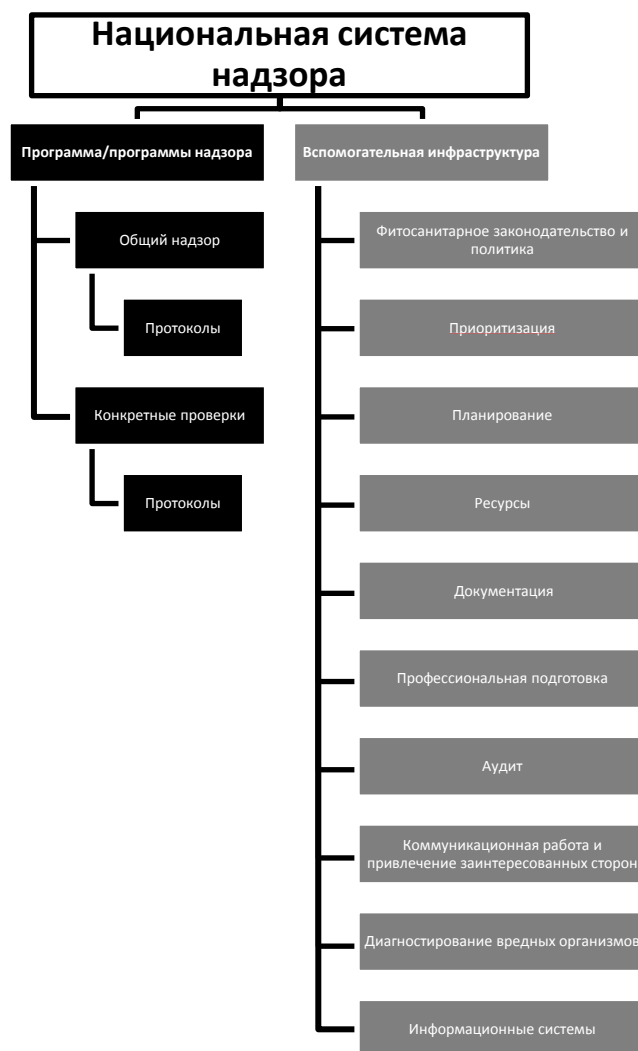 Национальная система
надзора
Программа/программы надзора
Вспомогательная инфраструктура
Общий надзор
Протоколы
Конкретные проверки
Протоколы
Фитосанитарное законодательство и
политика
Приоритизация
Планирование
Ресурсы
Документация
Профессиональная подготовка
Аудит
Коммуникационная работа и
привлечение заинтересованных сторон
Диагностирование вредных организмов
Информационные системы